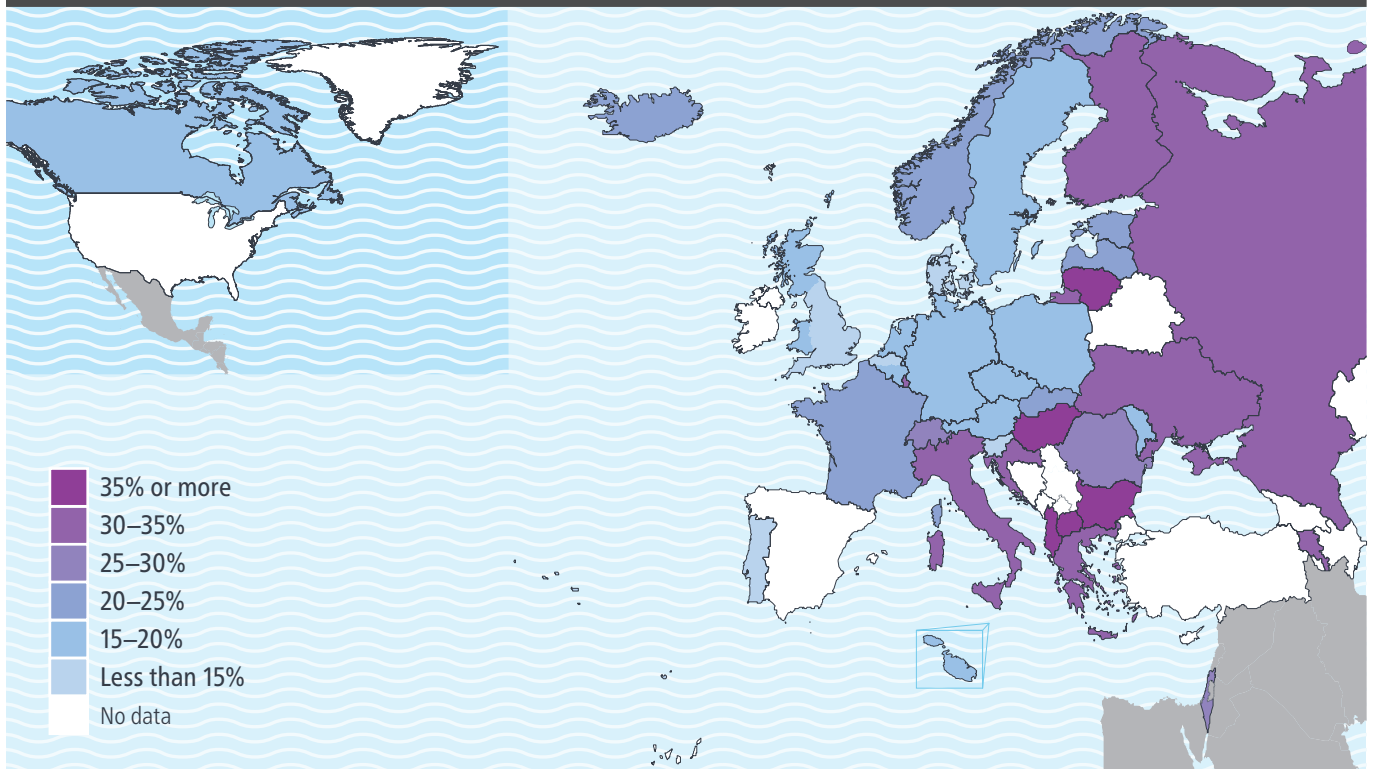 35% or more
30–35%
25–30%
20–25%
15–20%
Less than 15%
No data